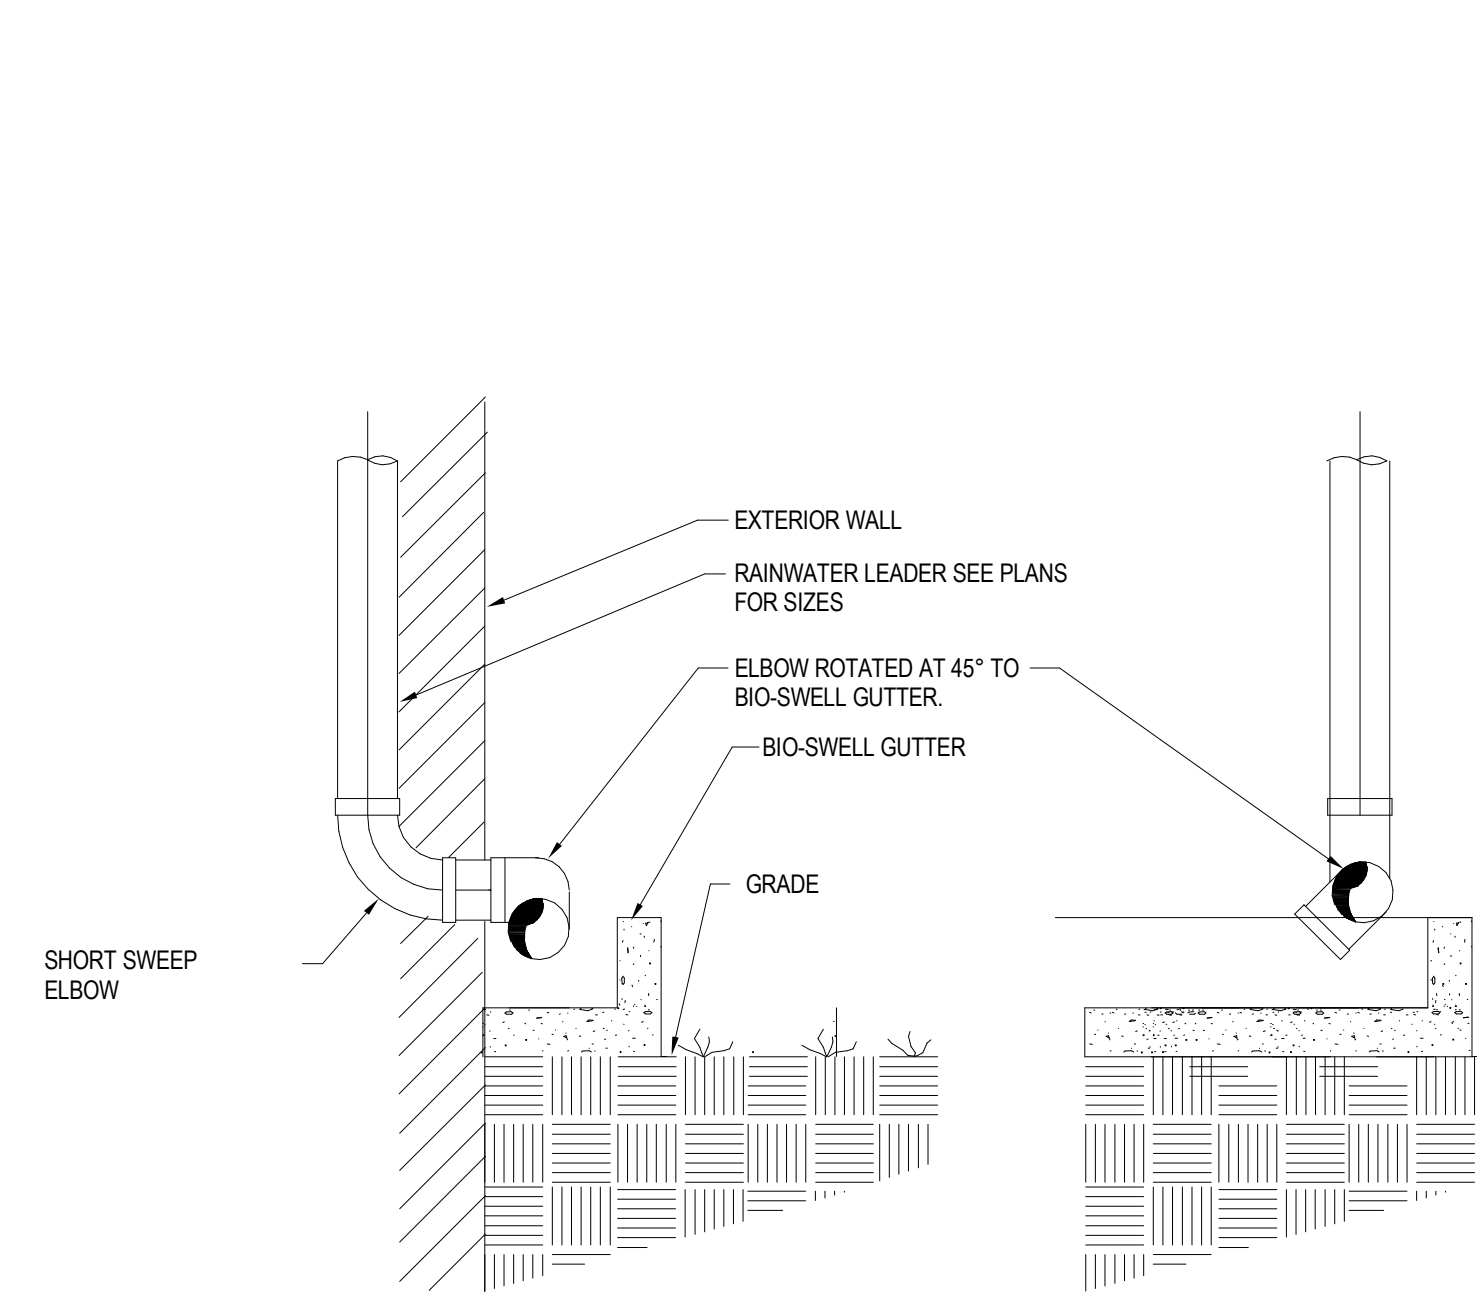 EXTERIOR WALL
RAINWATER LEADER SEE PLANS
FOR SIZES
ELBOW ROTATED AT 45° TO
BIO-SWELL GUTTER.
BIO-SWELL GUTTER
GRADE
SHORT SWEEP
ELBOW